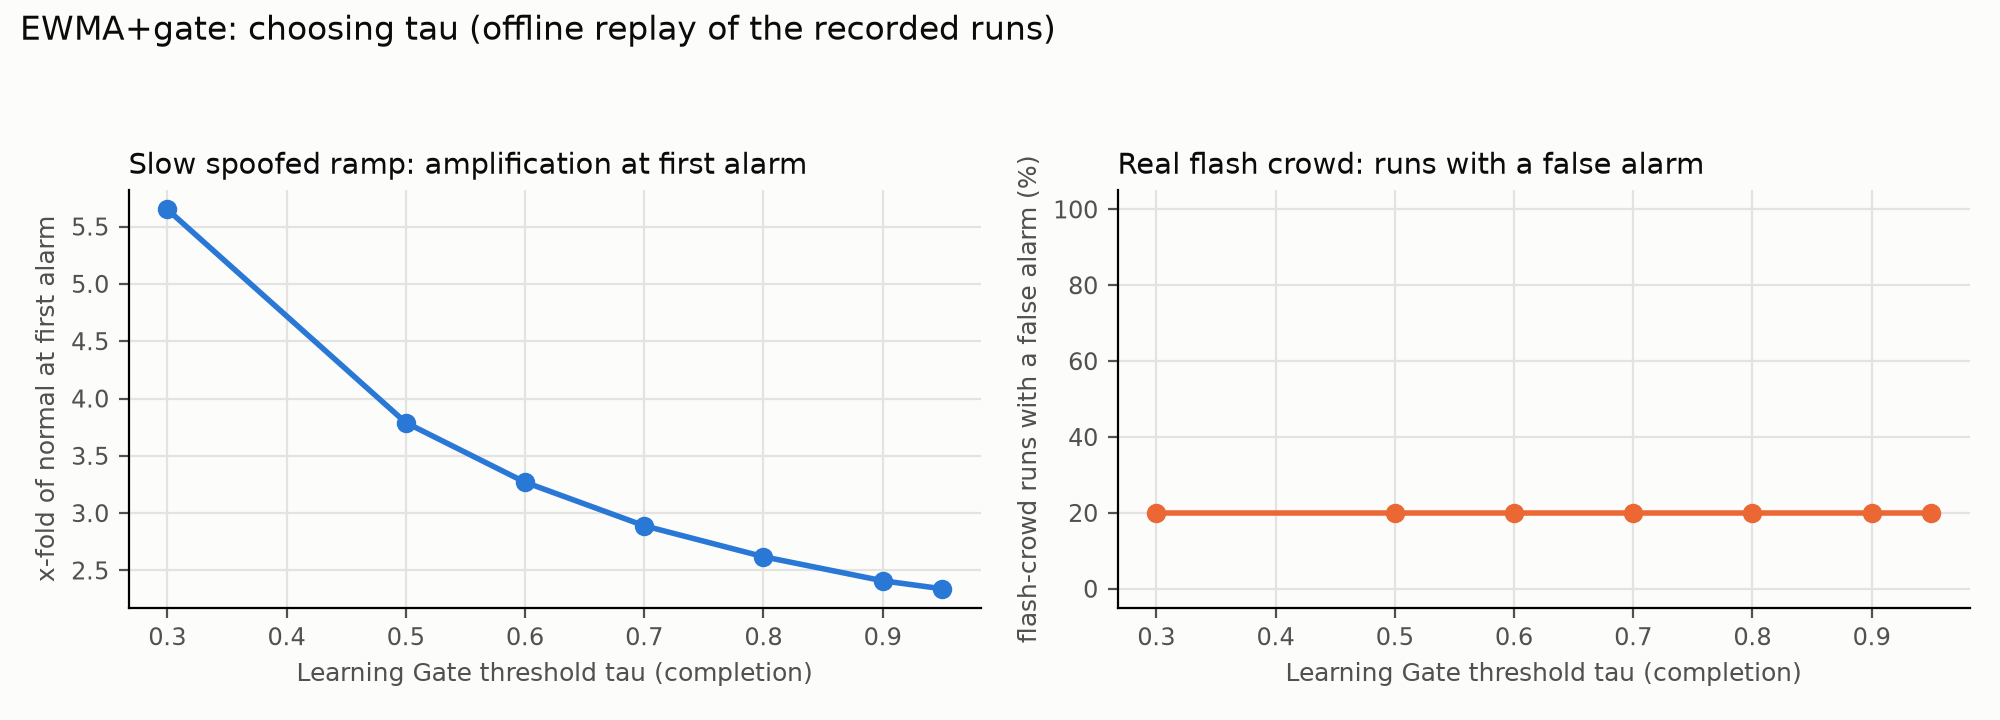 EWMA+gate: choosing tau (offline replay of the recorded runs)
Slow spoofed ramp: amplification at first alarm
x-fold of normal at first alarm
5.5
5.0
4.5
4.0
3.5
3.0
2.5
0.3 0.4 0.5 0.6 0.7 0.8 0.9
Learning Gate threshold tau (completion)
Real flash crowd: runs with a false alarm
flash-crowd runs with a false alarm (%)
100
80
60
40
20
0
0.3 0.4 0.5 0.6 0.7 0.8 0.9
Learning Gate threshold tau (completion)